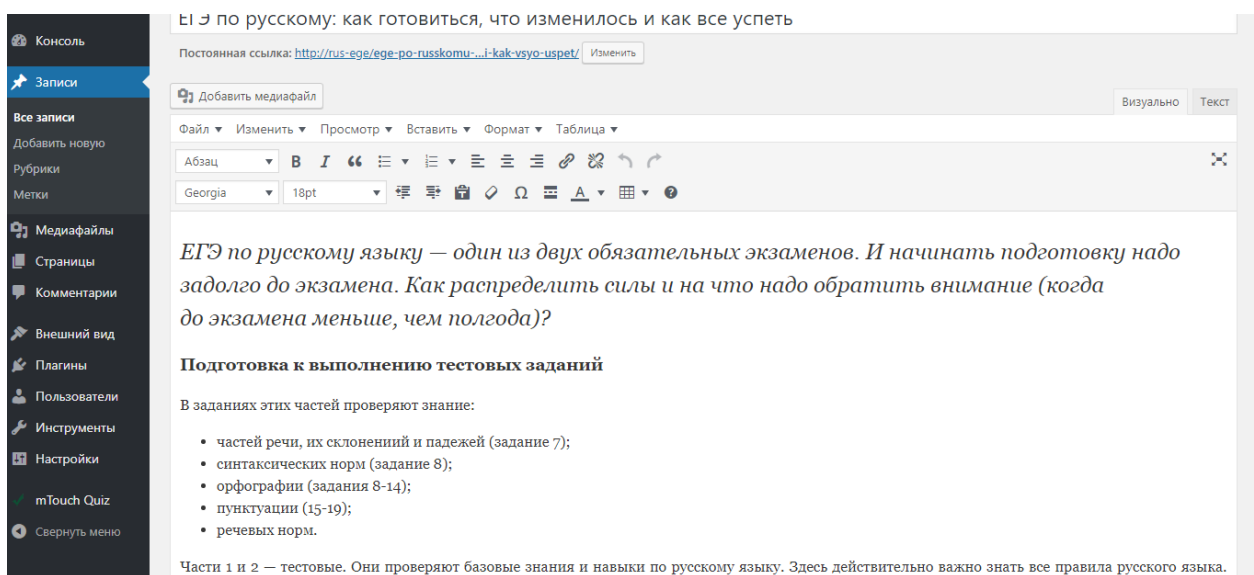 ЕГЭ по русскому: как готовиться, что изменилось и как все успеть
Постоянная ссылка: http://rus-ege/ege-po-russkomu-...i-kak-vsyo-uspet/ Изменить
Консоль
Записи
Все записи
Добавить новую
Рубрики
Метки
Медиафайлы
Страницы
Комментарии
Внешний вид
Плагины
Пользователи
Инструменты
Настройки
mTouch Quiz
Свернуть меню
Добавить медиафайл
Визуально Текст
Файл Изменить Просмотр Вставить Формат Таблица
Абзац B I
Georgia 18pt Ω A
ЕГЭ по русскому языку — один из двух обязательных экзаменов. И начинать подготовку надо
задолго до экзамена. Как распределить силы и на что надо обратить внимание (когда
до экзамена меньше, чем полгода)?
Подготовка к выполнению тестовых заданий
В заданиях этих частей проверяют знание:
• частей речи, их склонениий и падежей (задание 7);
• синтаксических норм (задание 8);
• орфографии (задания 8-14);
• пунктуации (15-19);
• речевых норм.
Части 1 и 2 — тестовые. Они проверяют базовые знания и навыки по русскому языку. Здесь действительно важно знать все правила русского языка.